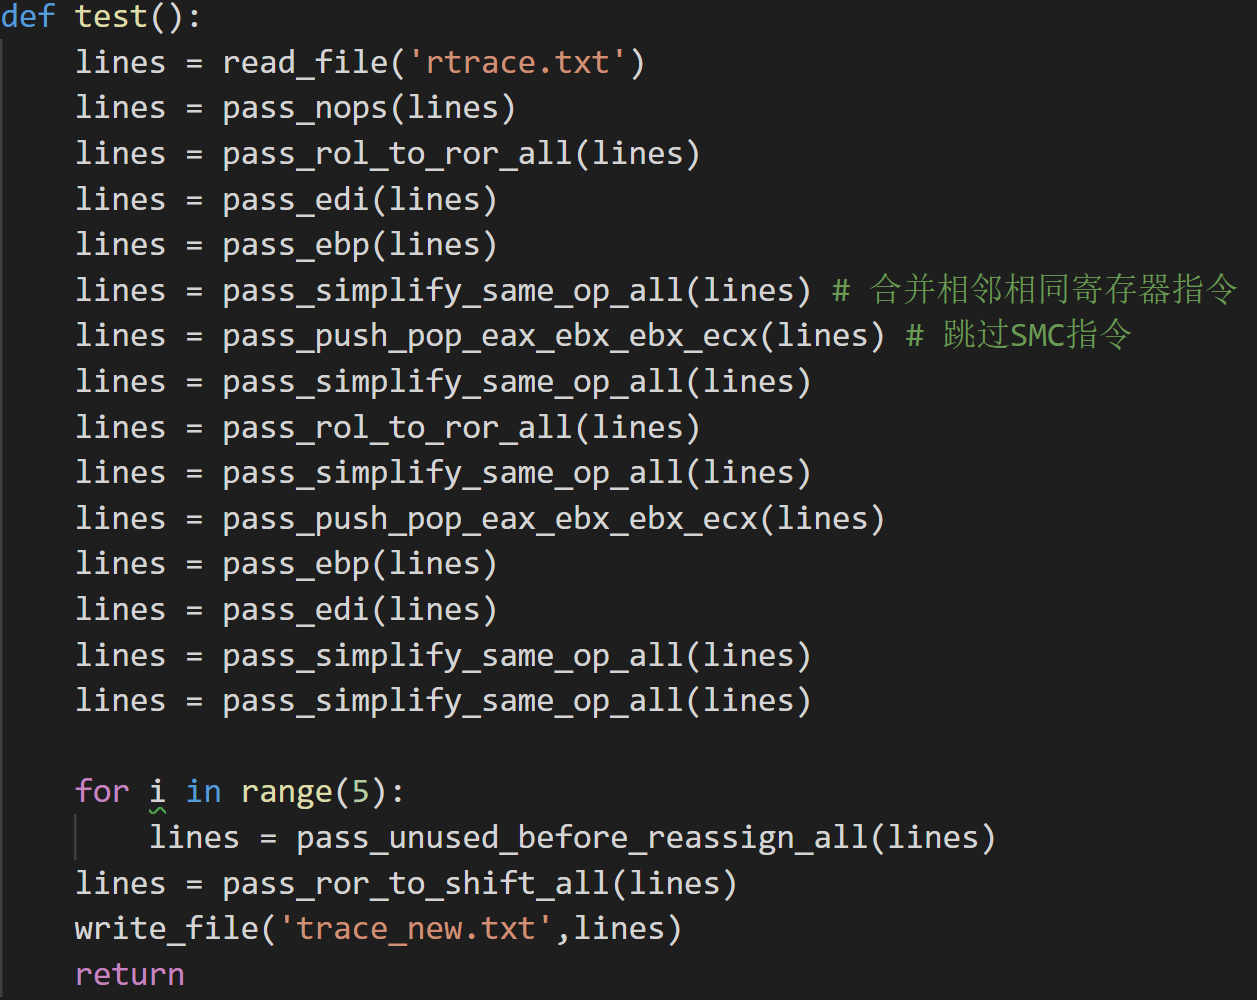 def test():
    lines = read_file('rtrace.txt')
    lines = pass_nops(lines)
    lines = pass_rol_to_ror_all(lines)
    lines = pass_edi(lines)
    lines = pass_ebp(lines)
    lines = pass_simplify_same_op_all(lines) # 合并相邻相同寄存器指令
    lines = pass_push_pop_eax_ebx_ebx_ecx(lines) # 跳过SMC指令
    lines = pass_simplify_same_op_all(lines)
    lines = pass_rol_to_ror_all(lines)
    lines = pass_simplify_same_op_all(lines)
    lines = pass_push_pop_eax_ebx_ebx_ecx(lines)
    lines = pass_ebp(lines)
    lines = pass_edi(lines)
    lines = pass_simplify_same_op_all(lines)
    lines = pass_simplify_same_op_all(lines)

    for i in range(5):
        lines = pass_unused_before_reassign_all(lines)
    lines = pass_ror_to_shift_all(lines)
    write_file('trace_new.txt',lines)
    return